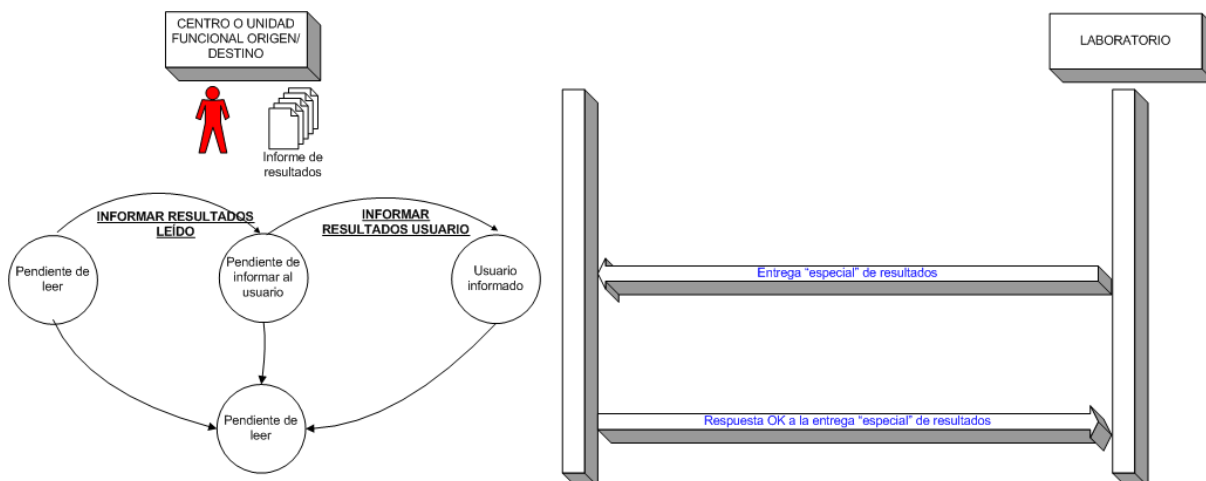 CENTRO O UNIDAD
FUNCIONAL ORIGEN/
DESTINO
LABORATORIO
Informe de
resultados
INFORMAR RESULTADOS
LEÍDO
INFORMAR
RESULTADOS USUARIO
Pendiente de
leer
Pendiente de
informar al
usuario
Usuario
informado
Entrega “especial” de resultados
Pendiente de
leer
Respuesta OK a la entrega “especial” de resultados